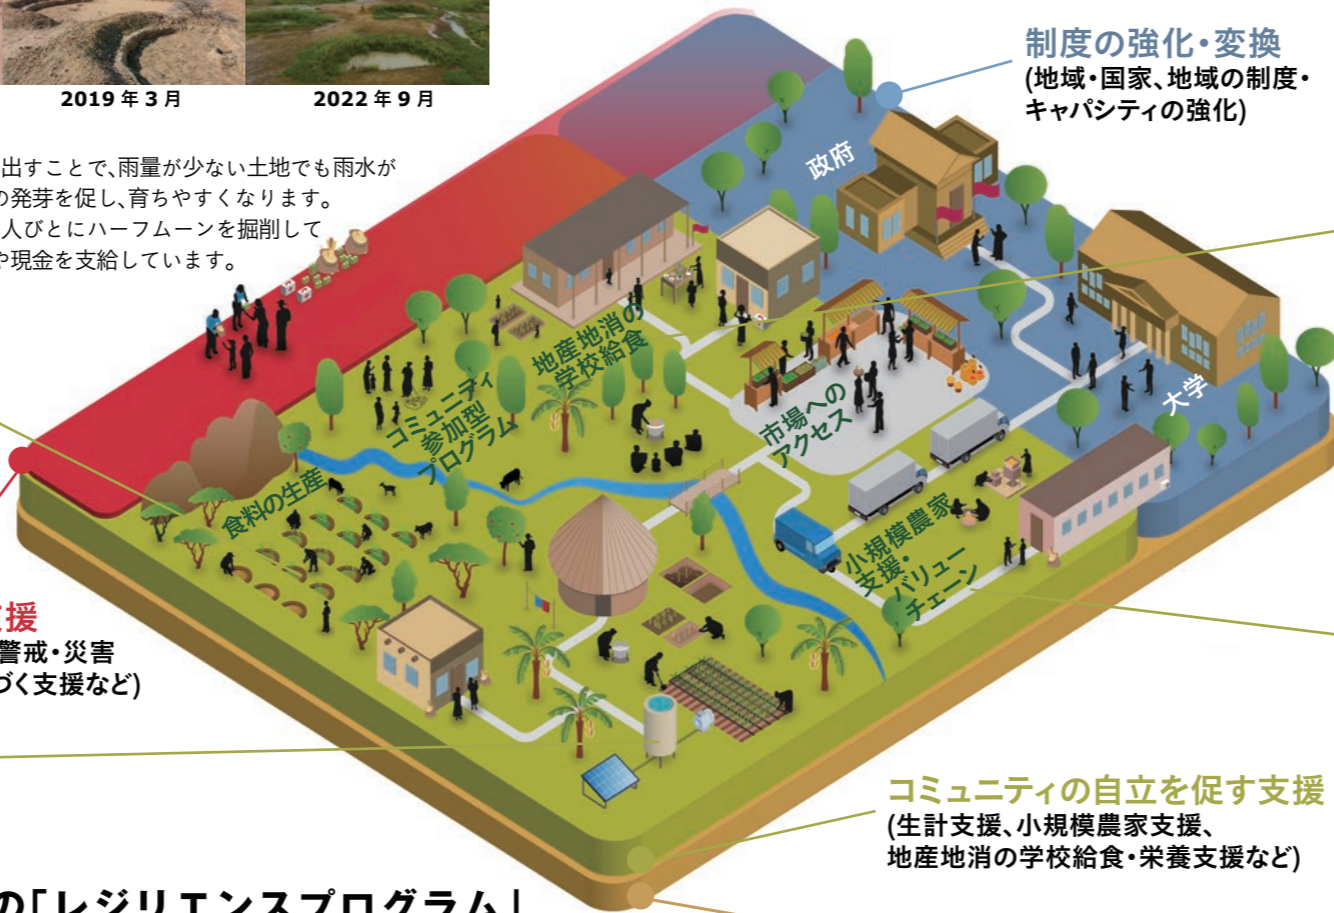 2019年3月
2022年9月
出すことで、雨量が少ない土地でも雨水が
の発芽を促し、育ちやすくなります。
人びとにハーフムーンを掘削して
や現金を支給しています。
制度の強化・変換
(地域・国家、地域の制度・
キャパシティの強化)
政府
大学
地産地消の
学校給食
コミュニティ
参加型
プログラム
市場への
アクセス
食料の生産
小規模農家
支援・
バリュー
チェーン
援
警戒・災害
づく支援など)
コミュニティの自立を促す支援
(生計支援、小規模農家支援、
地産地消の学校給食・栄養支援など)
の「レジリエンスプログラム」